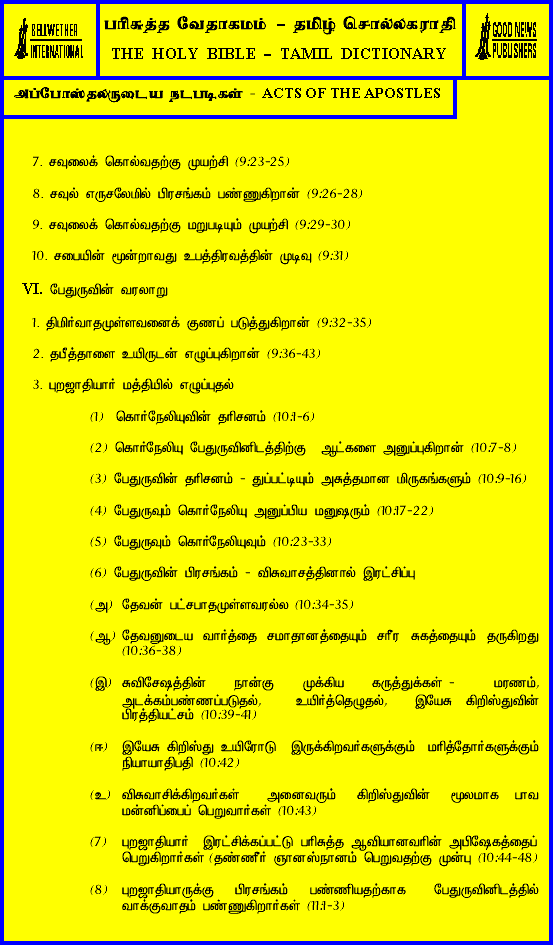 BELLWETHER
INTERNATIONAL
பரிசுத்த வேதாகமம் – தமிழ் சொல்லகராதி
THE HOLY BIBLE – TAMIL DICTIONARY
GOOD NEWS
PUBLISHERS
அப்போஸ்தலருடைய நடபடிகள் - ACTS OF THE APOSTLES
7. சவுலைக் கொல்வதற்கு முயற்சி (9:23-25)
8. சவுல் எருசலேமில் பிரசங்கம் பண்ணுகிறான் (9:26-28)
9. சவுலைக் கொல்வதற்கு மறுபடியும் முயற்சி (9:29-30)
10. சபையின் மூன்றாவது உபத்திரவத்தின் முடிவு (9:31)
VI. பேதுருவின் வரலாறு
1. திமிர்வாதமுள்ளவனைக் குணப் படுத்துகிறான் (9:32-35)
2. தபீத்தாளை உயிருடன் எழுப்புகிறான் (9:36-43)
3. புறஜாதியார் மத்தியில் எழுப்புதல்
(1) கொர்நேலியுவின் தரிசனம் (10:1-6)
(2) கொர்நேலியு பேதுருவினிடத்திற்கு ஆட்களை அனுப்புகிறான் (10:7-8)
(3) பேதுருவின் தரிசனம் - துப்பட்டியும் அசுத்தமான மிருகங்களும் (10:9-16)
(4) பேதுருவும் கொர்நேலியு அனுப்பிய மனுஷரும் (10:17-22)
(5) பேதுருவும் கொர்நேலியுவும் (10:23-33)
(6) பேதுருவின் பிரசங்கம் - விசுவாசத்தினால் இரட்சிப்பு
(அ) தேவன் பட்சபாதமுள்ளவரல்ல (10:34-35)
(ஆ) தேவனுடைய வார்த்தை சமாதானத்தையும் சரீர சுகத்தையும் தருகிறது
(10:36-38)
(இ) சுவிசேஷத்தின் நான்கு முக்கிய கருத்துக்கள் - மரணம்,
அடக்கம்பண்ணப்படுதல், உயிர்த்தெழுதல், இயேசு கிறிஸ்துவின்
பிரத்தியட்சம் (10:39-41)
(ஈ) இயேசு கிறிஸ்து உயிரோடு இருக்கிறவர்களுக்கும் மரித்தோர்களுக்கும்
நியாயாதிபதி (10:42)
(உ) விசுவாசிக்கிறவர்கள் அனைவரும் கிறிஸ்துவின் மூலமாக பாவ
மன்னிப்பைப் பெறுவார்கள் (10:43)
(7) புறஜாதியார் இரட்சிக்கப்பட்டு பரிசுத்த ஆவியானவரின் அபிஷேகத்தைப்
பெறுகிறார்கள் (தண்ணீர் ஞானஸ்நானம் பெறுவதற்கு முன்பு (10:44-48)
(8) புறஜாதியாருக்கு பிரசங்கம் பண்ணியதற்காக பேதுருவினிடத்தில்
வாக்குவாதம் பண்ணுகிறார்கள் (11:1-3)